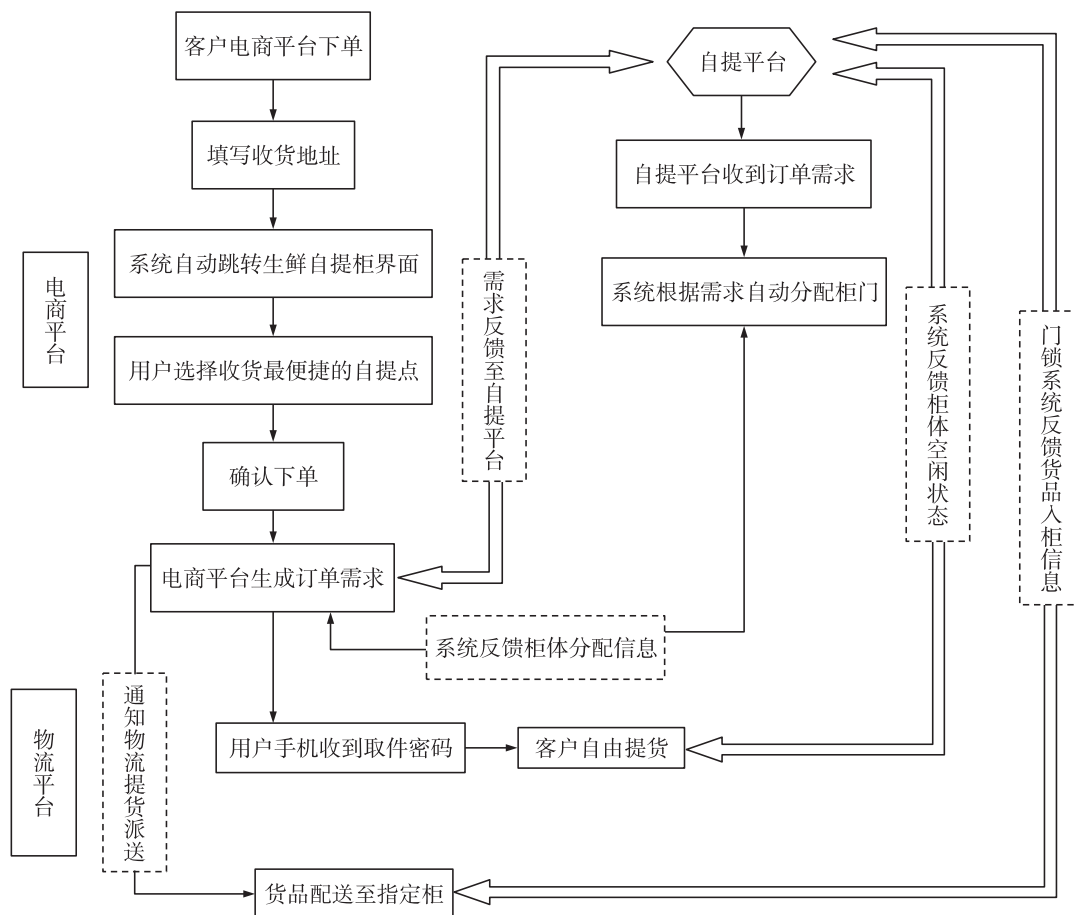 客户电商平台下单
填写收货地址
系统自动跳转生鲜自提柜界面
用户选择收货最便捷的自提点
确认下单
电商平台生成订单需求
用户手机收到取件密码
客户自由提货
货品配送至指定柜
电商平台
物流平台
通知物流提货派送
需求反馈至自提平台
系统反馈柜体分配信息
自提平台
自提平台收到订单需求
系统根据需求自动分配柜门
系统反馈柜体空闲状态
门锁系统反馈货品入柜信息